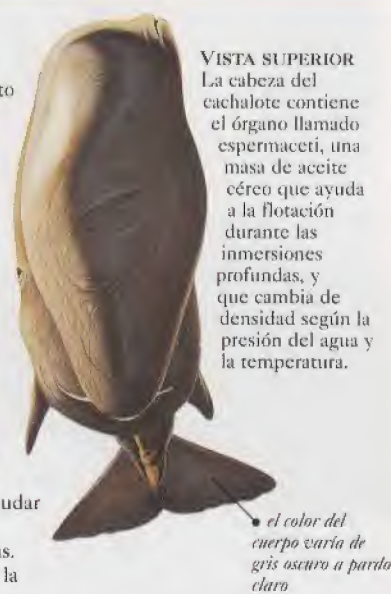 VISTA SUPERIOR
La cabeza del
cachalote contiene
el órgano llamado
espermaceti, una
masa de aceite
céreo que ayuda
a la flotación
durante las
inmersiones
profundas, y
que cambia de
densidad según la
presión del agua y
la temperatura.
el color del
cuerpo varía de
gris oscuro a pardo
claro
la